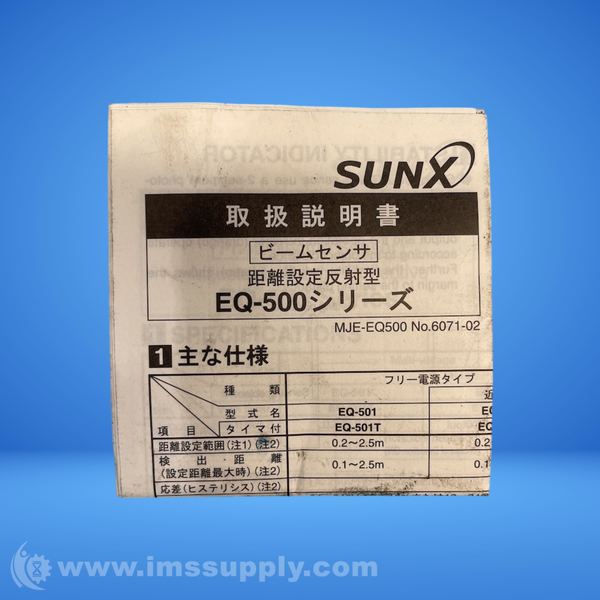 SUNX
取扱説明書
ビームセンサ
距離設定反射型
EQ-500シリーズ
MJE-EQ500 No.6071-02
1 主な仕様
種類 フリー電源タイプ
近
型式名 EQ-501
項目 タイマ付 EQ-501T
距離設定範囲(注1)(注2) 0.2〜2.5m
検出距離
(設定距離最大時)(注2) 0.1〜2.5m
応差(ヒステリシス)(注2)
www.imssupply.com